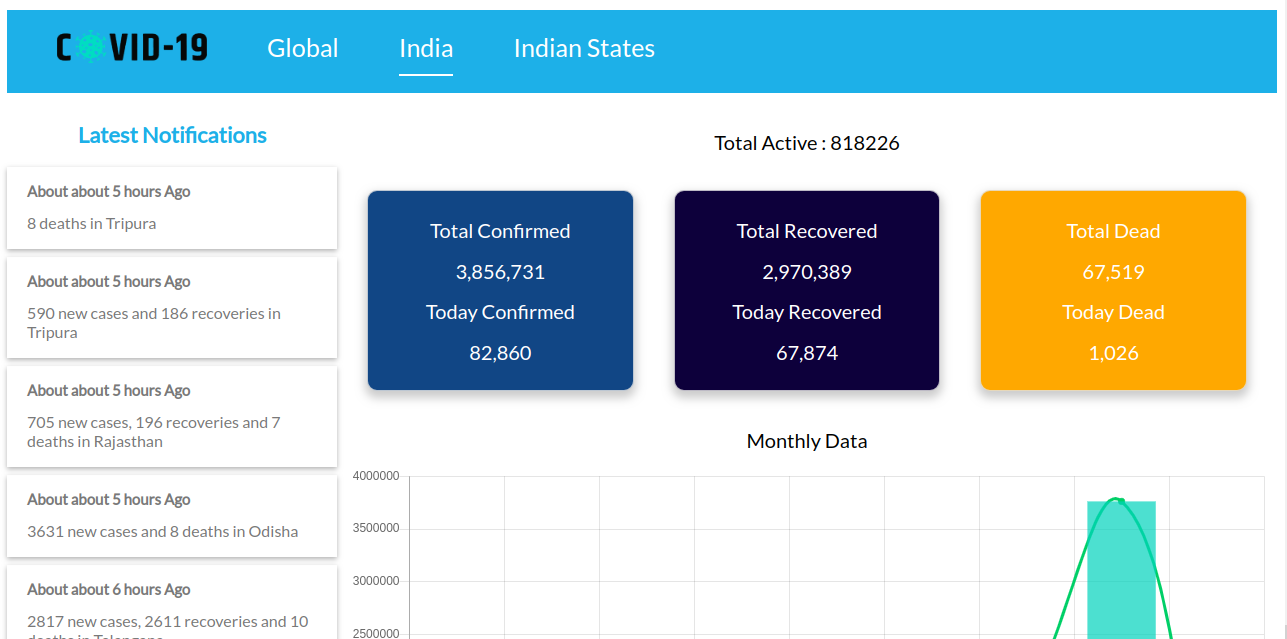 COVID-19
Global
India
Indian States
Latest Notifications
About about 5 hours Ago
8 deaths in Tripura
About about 5 hours Ago
590 new cases and 186 recoveries in
Tripura
About about 5 hours Ago
705 new cases, 196 recoveries and 7
deaths in Rajasthan
About about 5 hours Ago
3631 new cases and 8 deaths in Odisha
About about 6 hours Ago
2817 new cases, 2611 recoveries and 10
deaths in Telangana
Total Active : 818226
Total Confirmed
3,856,731
Today Confirmed
82,860
Total Recovered
2,970,389
Today Recovered
67,874
Total Dead
67,519
Today Dead
1,026
Monthly Data
4000000
3500000
3000000
2500000